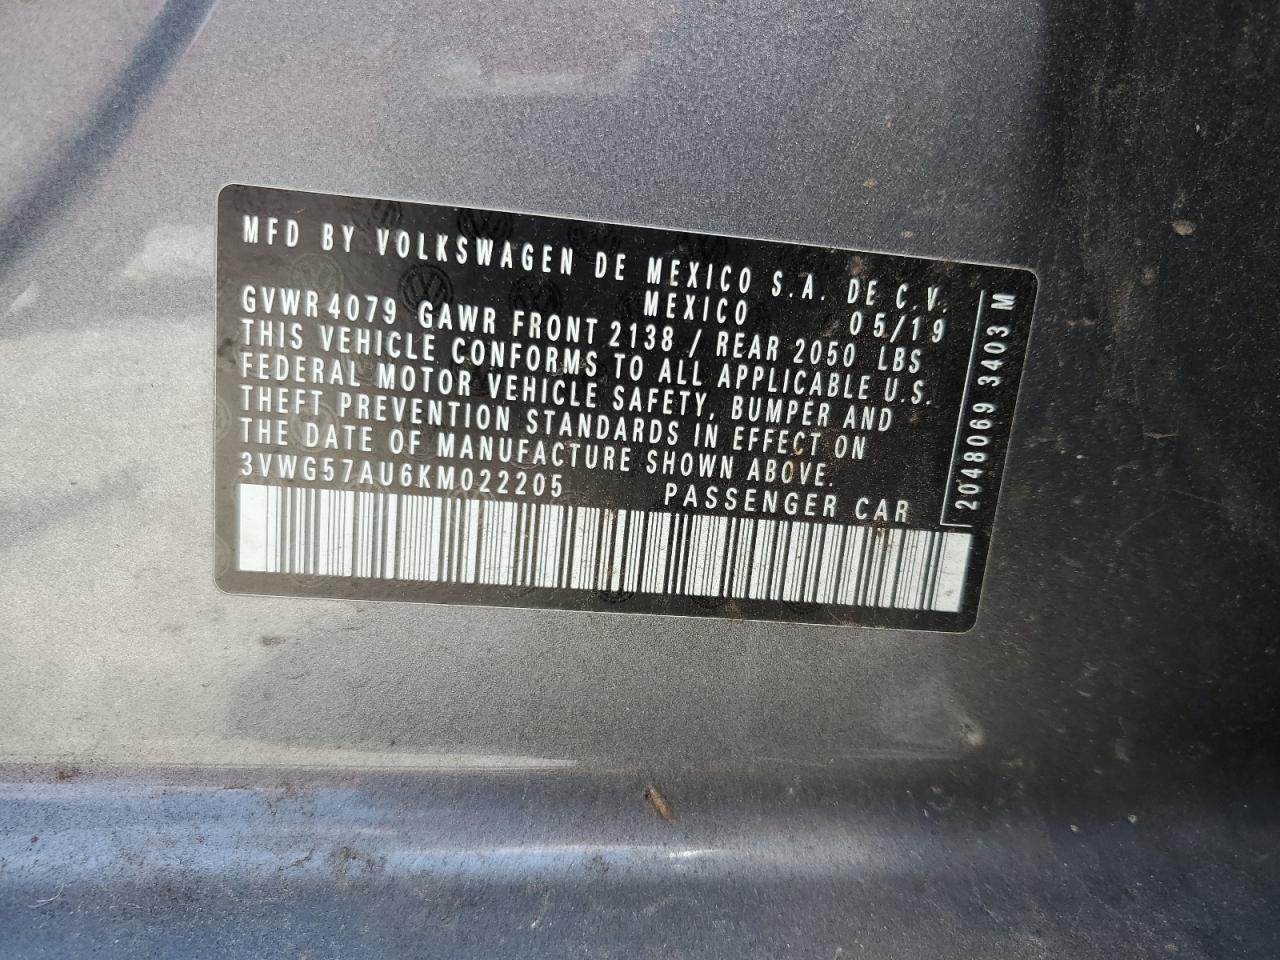 MFD BY VOLKSWAGEN DE MEXICO S.A. DE C.V.
MEXICO 05/19
GVWR 4079 GAWR FRONT 2138 / REAR 2050 LBS
THIS VEHICLE CONFORMS TO ALL APPLICABLE U.S.
FEDERAL MOTOR VEHICLE SAFETY, BUMPER AND
THEFT PREVENTION STANDARDS IN EFFECT ON
THE DATE OF MANUFACTURE SHOWN ABOVE.
3VWG57AU6KM022205 PASSENGER CAR
2048069 3403 M